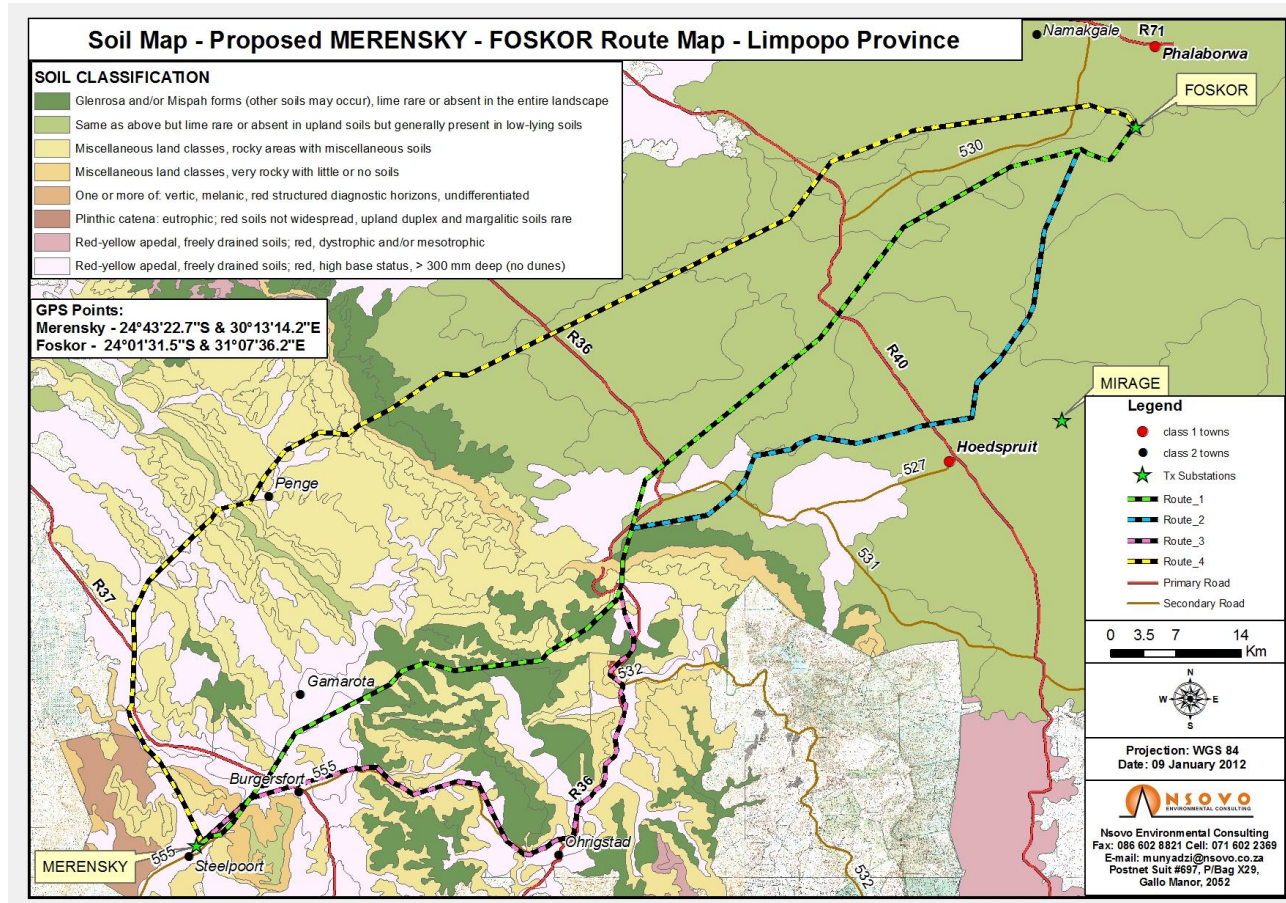 Soil Map - Proposed MERENSKY - FOSKOR Route Map - Limpopo Province
SOIL CLASSIFICATION
Glenrosa and/or Mispah forms (other soils may occur), lime rare or absent in the entire landscape
Same as above but lime rare or absent in upland soils but generally present in low-lying soils
Miscellaneous land classes, rocky areas with miscellaneous soils
Miscellaneous land classes, very rocky with little or no soils
One or more of: vertic, melanic, red structured diagnostic horizons, undifferentiated
Plinthic catena: eutrophic; red soils not widespread, upland duplex and margalitic soils rare
Red-yellow apedal, freely drained soils; red, dystrophic and/or mesotrophic
Red-yellow apedal, freely drained soils; red, high base status, > 300 mm deep (no dunes)
GPS Points:
Merensky - 24°43'22.7"S & 30°13'14.2"E
Foskor - 24°01'31.5"S & 31°07'36.2"E
Namakgale
R71
Phalaborwa
FOSKOR
530
R36
R40
MIRAGE
Hoedspruit
527
Penge
531
R37
532
Gamarota
Burgersfort
555
R36
Ohrigstad
MERENSKY
555
Steelpoort
532
Legend
class 1 towns
class 2 towns
Tx Substations
Route_1
Route_2
Route_3
Route_4
Primary Road
Secondary Road
0 3.5 7 14
Km
N
W E
S
Projection: WGS 84
Date: 09 January 2012
NSOVO
ENVIRONMENTAL CONSULTING
Nsovo Environmental Consulting
Fax: 086 602 8821 Cell: 071 602 2369
E-mail: munyadzi@nsovo.co.za
Postnet Suit #697, P/Bag X29,
Gallo Manor, 2052